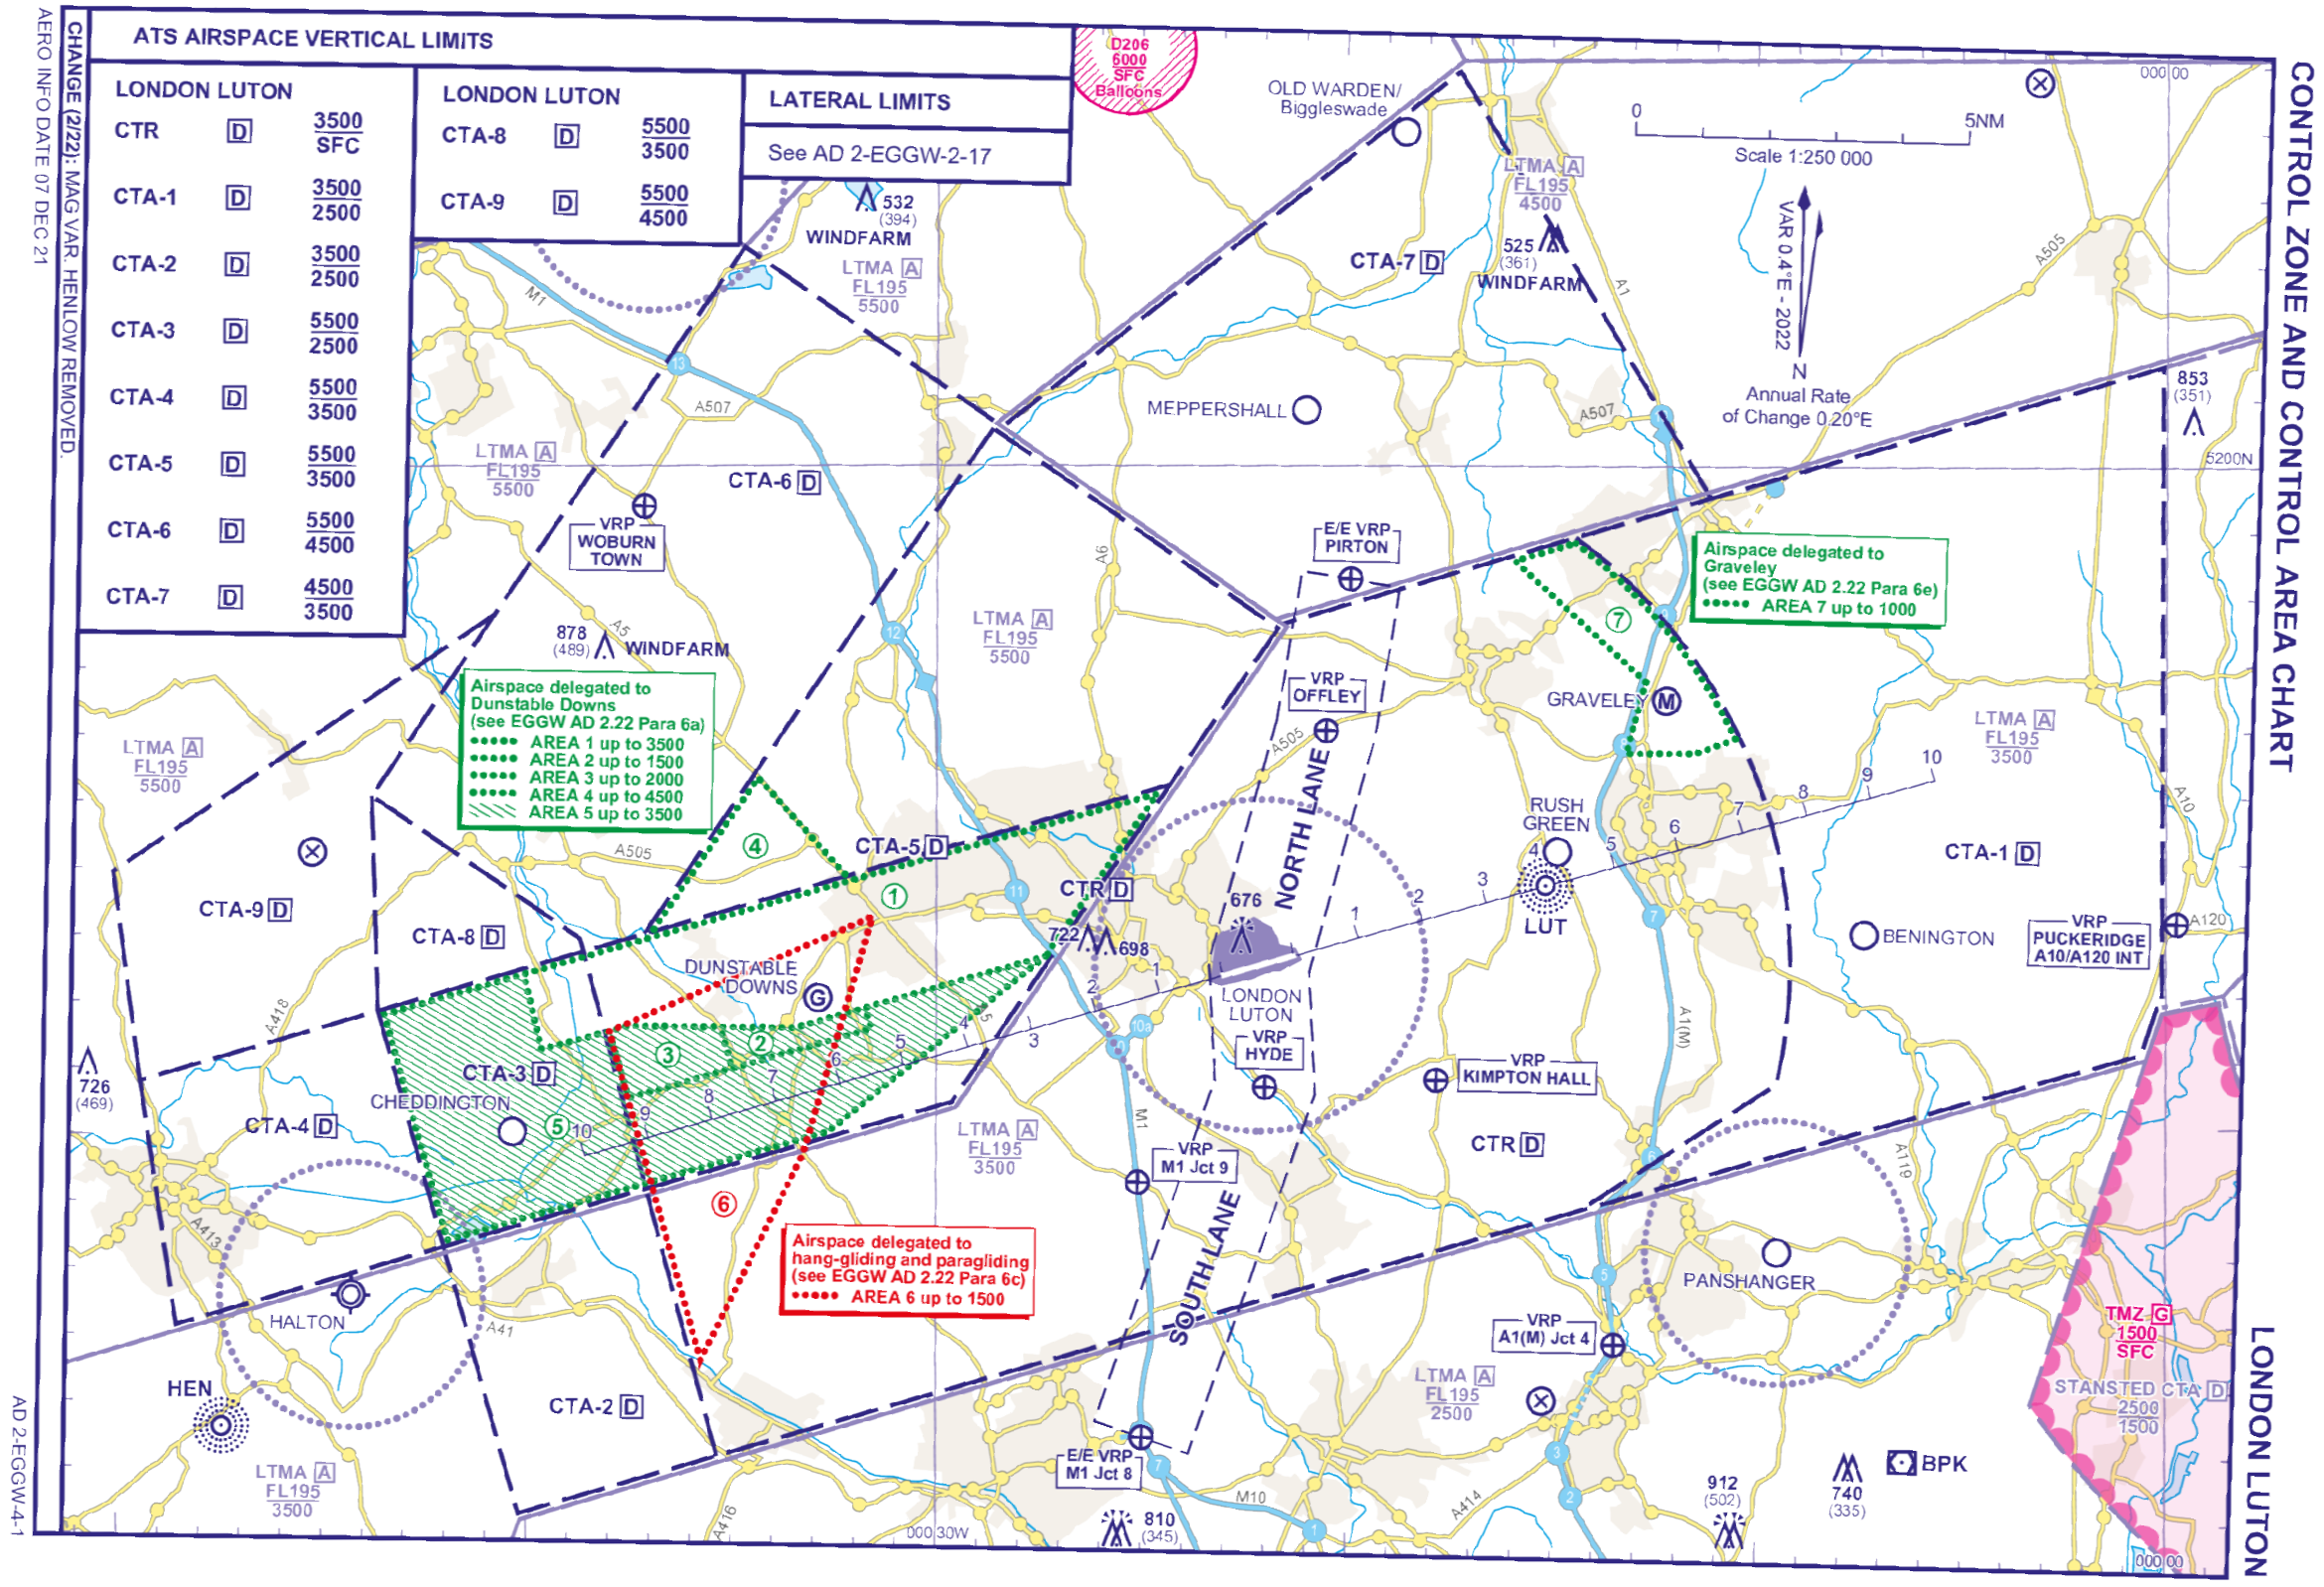 ATS AIRSPACE VERTICAL LIMITS
LONDON LUTON
CTR D 3500
SFC
CTA-1 D 3500
2500
CTA-2 D 3500
2500
CTA-3 D 5500
2500
CTA-4 D 5500
3500
CTA-5 D 5500
3500
CTA-6 D 5500
4500
CTA-7 D 4500
3500
LONDON LUTON
CTA-8 D 5500
3500
CTA-9 D 5500
4500
LATERAL LIMITS
See AD 2-EGGW-2-17
CHANGE (2/22): MAG VAR. HENLOW REMOVED.
AERO INFO DATE 07 DEC 21
AD 2-EGGW-4-1
CONTROL ZONE AND CONTROL AREA CHART
LONDON LUTON
D206
6000
SFC
Balloons
OLD WARDEN/
Biggleswade
0
5NM
Scale 1:250 000
000 00
VAR 0.4°E - 2022
N
Annual Rate
of Change 0.20°E
LTMA A
FL195
4500
525
(361)
WINDFARM
CTA-7 D
A1
A505
532
(394)
WINDFARM
LTMA A
FL195
5500
M1
13
A507
MEPPERSHALL
A507
853
(351)
5200N
LTMA A
FL195
5500
CTA-6 D
VRP
WOBURN
TOWN
E/E VRP
PIRTON
A6
Airspace delegated to
Graveley
(see EGGW AD 2.22 Para 6e)
AREA 7 up to 1000
7
9
878
(489)
WINDFARM
A5
12
LTMA A
FL195
5500
Airspace delegated to
Dunstable Downs
(see EGGW AD 2.22 Para 6a)
AREA 1 up to 3500
AREA 2 up to 1500
AREA 3 up to 2000
AREA 4 up to 4500
AREA 5 up to 3500
VRP
OFFLEY
A505
GRAVELEY M
8
LTMA A
FL195
3500
LTMA A
FL195
5500
NORTH LANE
RUSH
GREEN
A10
4
CTA-5 D
A505
1
11
CTR D
1 2 3 4 5 6 7 8 9 10
LUT
7
CTA-1 D
CTA-9 D
CTA-8 D
722
698
676
BENINGTON
VRP
PUCKERIDGE
A10/A120 INT
A120
DUNSTABLE
DOWNS
G
LONDON
LUTON
A418
A5
10a
10
1 2 3 4 5 6 7 8 9 10
A1(M)
VRP
HYDE
VRP
KIMPTON HALL
726
(469)
3
2
CTA-3 D
CHEDDINGTON
5
CTA-4 D
LTMA A
FL195
3500
M1
VRP
M1 Jct 9
CTR D
6
A119
A413
6
SOUTH LANE
Airspace delegated to
hang-gliding and paragliding
(see EGGW AD 2.22 Para 6c)
AREA 6 up to 1500
5
PANSHANGER
HALTON
A41
VRP
A1(M) Jct 4
TMZ G
1500
SFC
STANSTED CTA D
2500
1500
HEN
CTA-2 D
LTMA A
FL195
2500
E/E VRP
M1 Jct 8
7
3
BPK
LTMA A
FL195
3500
A416
000 30W
810
(345)
M10
1
A414
2
912
(502)
740
(335)
000 00